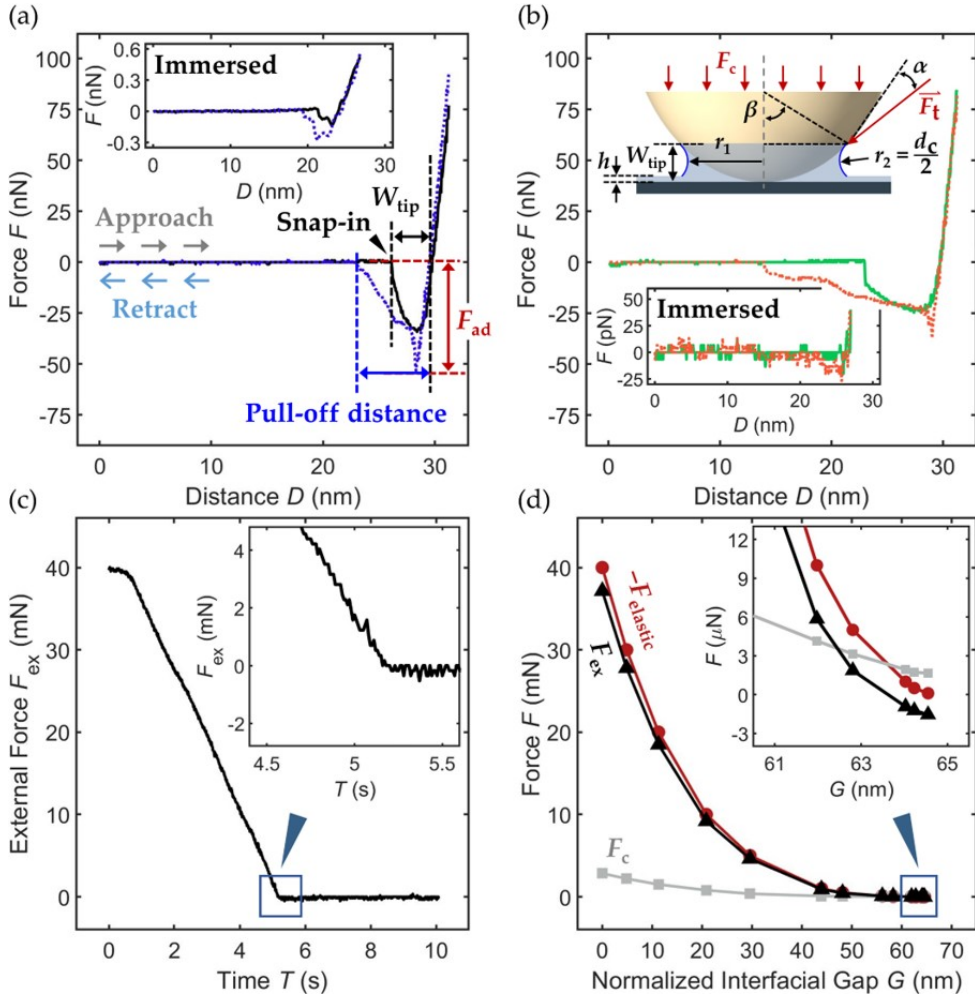 (a)
100
75
50
25
0
-25
-50
-75
Force F (nN)
0.6
0.3
0
-0.3
F (nN)
Immersed
0 10 20 30
D (nm)
W_tip
Snap-in
Approach
Retract
F_ad
Pull-off distance
0 10 20 30
Distance D (nm)
(b)
100
75
50
25
0
-25
-50
-75
Force F (nN)
F_c
α
F_t
β
r_1
W_tip
h
r_2 = d_c/2
Immersed
50
25
0
-25
F (pN)
0 10 20 30
D (nm)
0 10 20 30
Distance D (nm)
(c)
40
30
20
10
0
External Force F_ex (mN)
4
2
0
-2
F_ex (mN)
4.5 5 5.5
T (s)
0 2 4 6 8 10
Time T (s)
(d)
40
30
20
10
0
Force F (mN)
-F_elastic
F_ex
F_c
12
9
6
3
0
-3
F (μN)
61 63 65
G (nm)
0 10 20 30 40 50 60 70
Normalized Interfacial Gap G (nm)